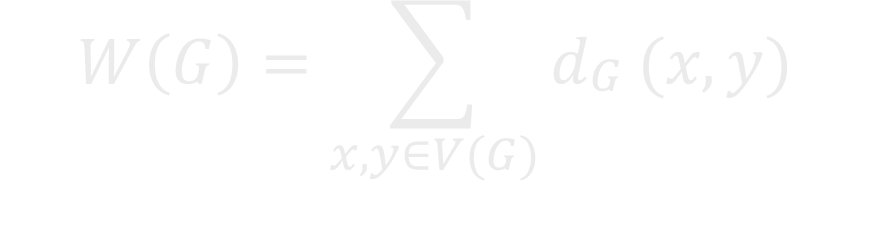 W(G) = ∑ d_G (x, y)
x,y∈V(G)